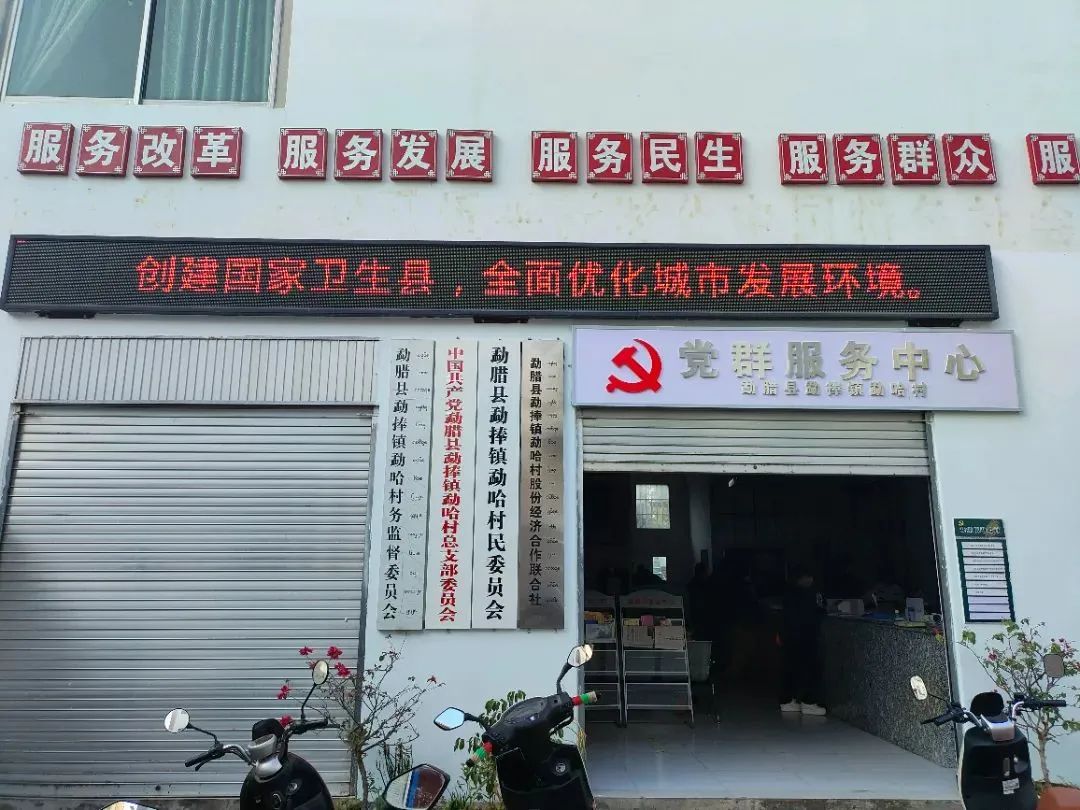 服务改革 服务发展 服务民生 服务群众 服
创建国家卫生县，全面优化城市发展环境。
党群服务中心
勐腊县勐捧镇勐哈村
勐腊县勐捧镇勐哈村务监督委员会
中国共产党勐腊县勐捧镇勐哈村总支部委员会
勐腊县勐捧镇勐哈村民委员会
勐腊县勐捧镇勐哈村股份经济合作联合社